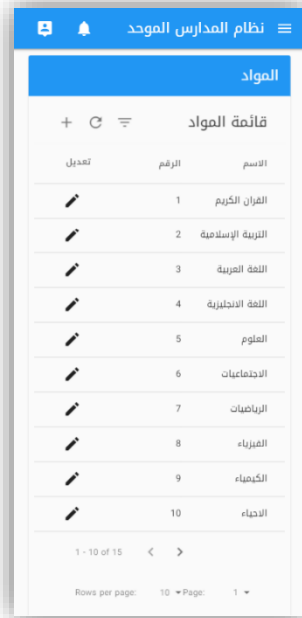 نظام المدارس الموحد
المواد
قائمة المواد
الاسم الرقم تعديل
القران الكريم 1
التربية الإسلامية 2
اللغة العربية 3
اللغة الانجليزية 4
العلوم 5
الاجتماعيات 6
الرياضيات 7
الفيزياء 8
الكيمياء 9
الاحياء 10
1 - 10 of 15
Rows per page: 10 Page: 1